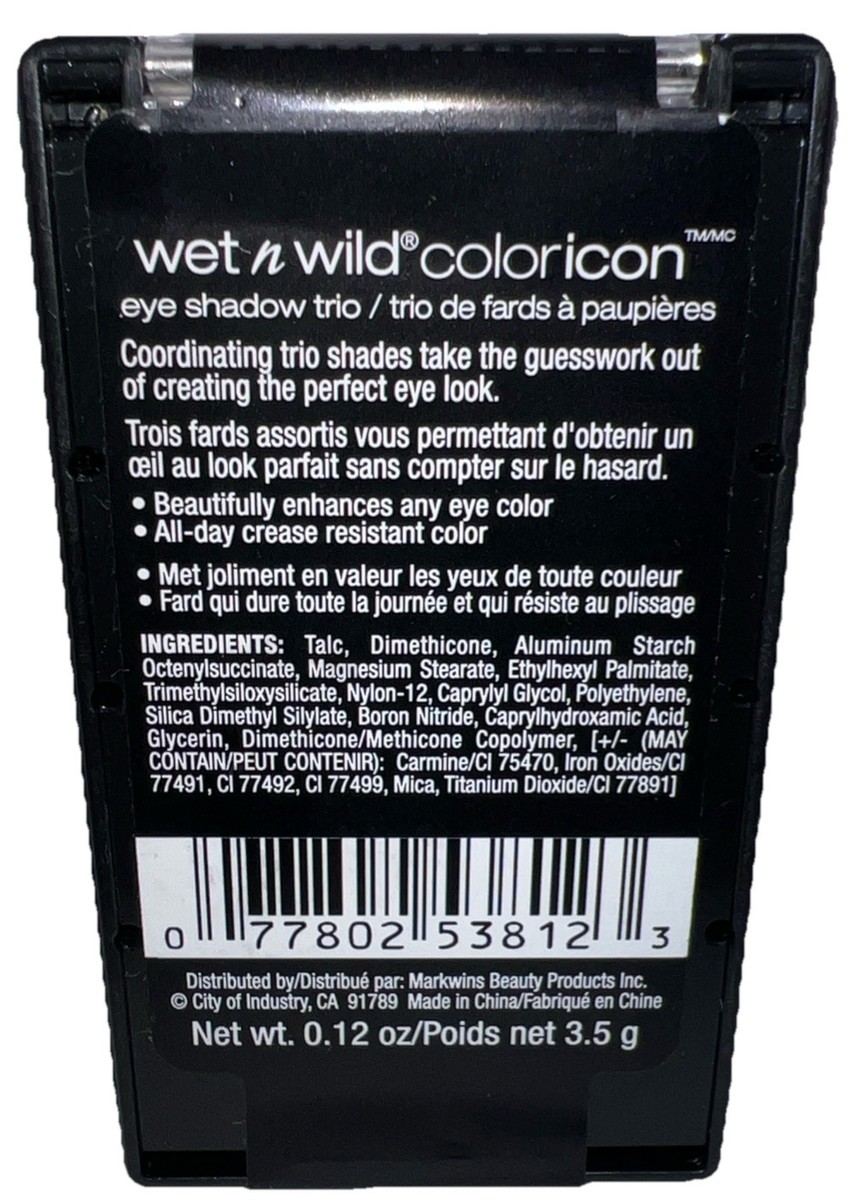 wet n wild® coloricon TM/MC
eye shadow trio / trio de fards à paupières
Coordinating trio shades take the guesswork out
of creating the perfect eye look.
Trois fards assortis vous permettant d'obtenir un
œil au look parfait sans compter sur le hasard.
• Beautifully enhances any eye color
• All-day crease resistant color
• Met joliment en valeur les yeux de toute couleur
• Fard qui dure toute la journée et qui résiste au plissage
INGREDIENTS: Talc, Dimethicone, Aluminum Starch
Octenylsuccinate, Magnesium Stearate, Ethylhexyl Palmitate,
Trimethylsiloxysilicate, Nylon-12, Caprylyl Glycol, Polyethylene,
Silica Dimethyl Silylate, Boron Nitride, Caprylhydroxamic Acid,
Glycerin, Dimethicone/Methicone Copolymer, [+/- (MAY
CONTAIN/PEUT CONTENIR): Carmine/CI 75470, Iron Oxides/CI
77491, CI 77492, CI 77499, Mica, Titanium Dioxide/CI 77891]
0 77802 53812 3
Distributed by/Distribué par: Markwins Beauty Products Inc.
© City of Industry, CA 91789 Made in China/Fabriqué en Chine
Net wt. 0.12 oz/Poids net 3.5 g